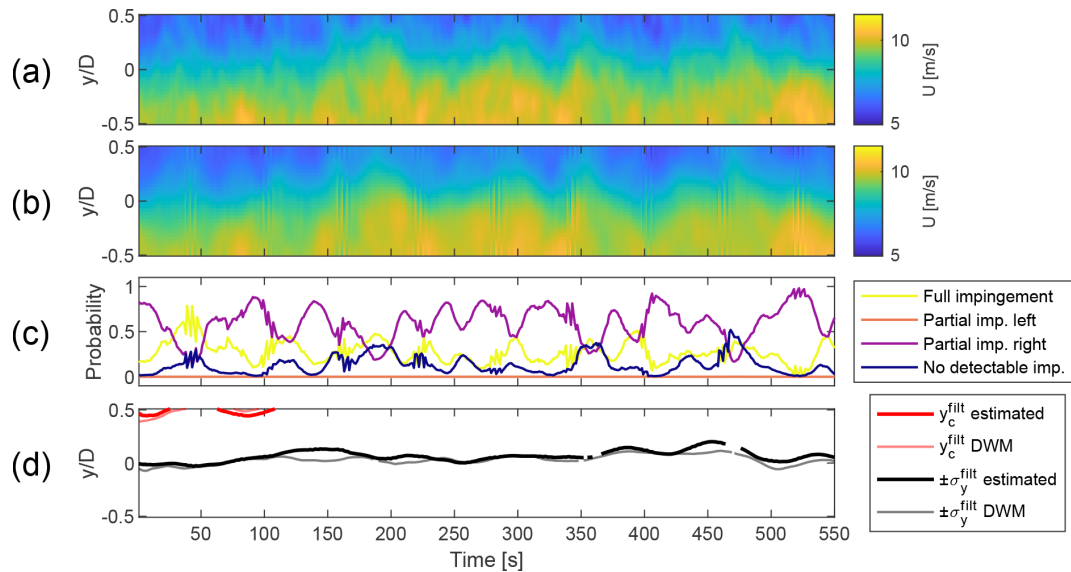 (a)
y/D
0.5
0
-0.5
10
5
U [m/s]
(b)
y/D
0.5
0
-0.5
10
5
U [m/s]
(c)
Probability
1
0.5
0
Full impingement
Partial imp. left
Partial imp. right
No detectable imp.
(d)
y/D
0.5
0
-0.5
50 100 150 200 250 300 350 400 450 500 550
Time [s]
y_c^filt estimated
y_c^filt DWM
±σ_y^filt estimated
±σ_y^filt DWM